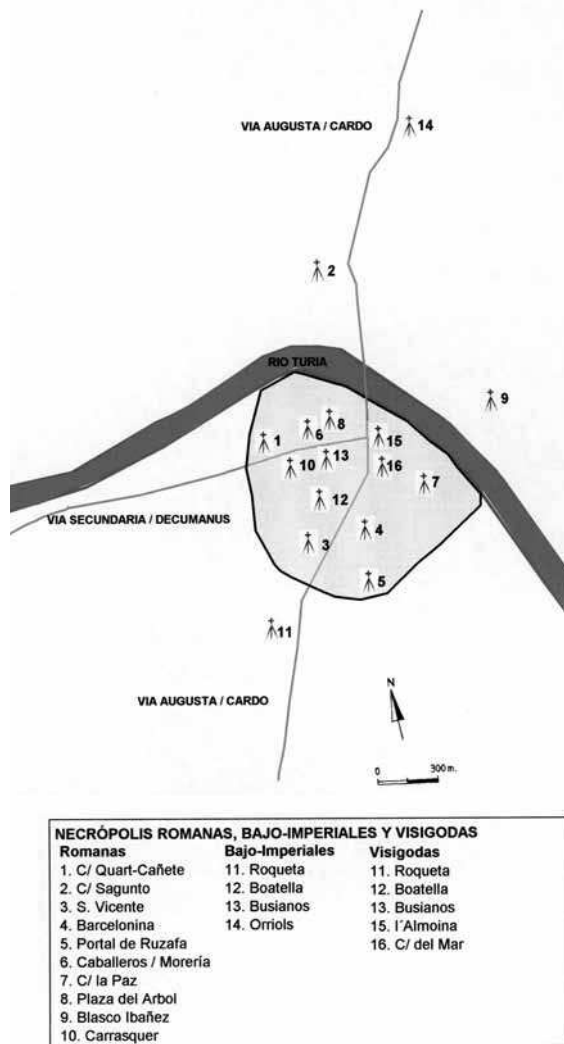 VIA AUGUSTA / CARDO
14
2
RIO TURIA
9
8
6
1
15
13
10
16
7
12
VIA SECUNDARIA / DECUMANUS
4
3
5
11
N
VIA AUGUSTA / CARDO
0 300 m.
NECRÓPOLIS ROMANAS, BAJO-IMPERIALES Y VISIGODAS
Romanas
1. C/ Quart-Cañete
2. C/ Sagunto
3. S. Vicente
4. Barcelonina
5. Portal de Ruzafa
6. Caballeros / Morería
7. C/ la Paz
8. Plaza del Arbol
9. Blasco Ibañez
10. Carrasquer
Bajo-Imperiales
11. Roqueta
12. Boatella
13. Busianos
14. Orriols
Visigodas
11. Roqueta
12. Boatella
13. Busianos
15. l´Almoina
16. C/ del Mar